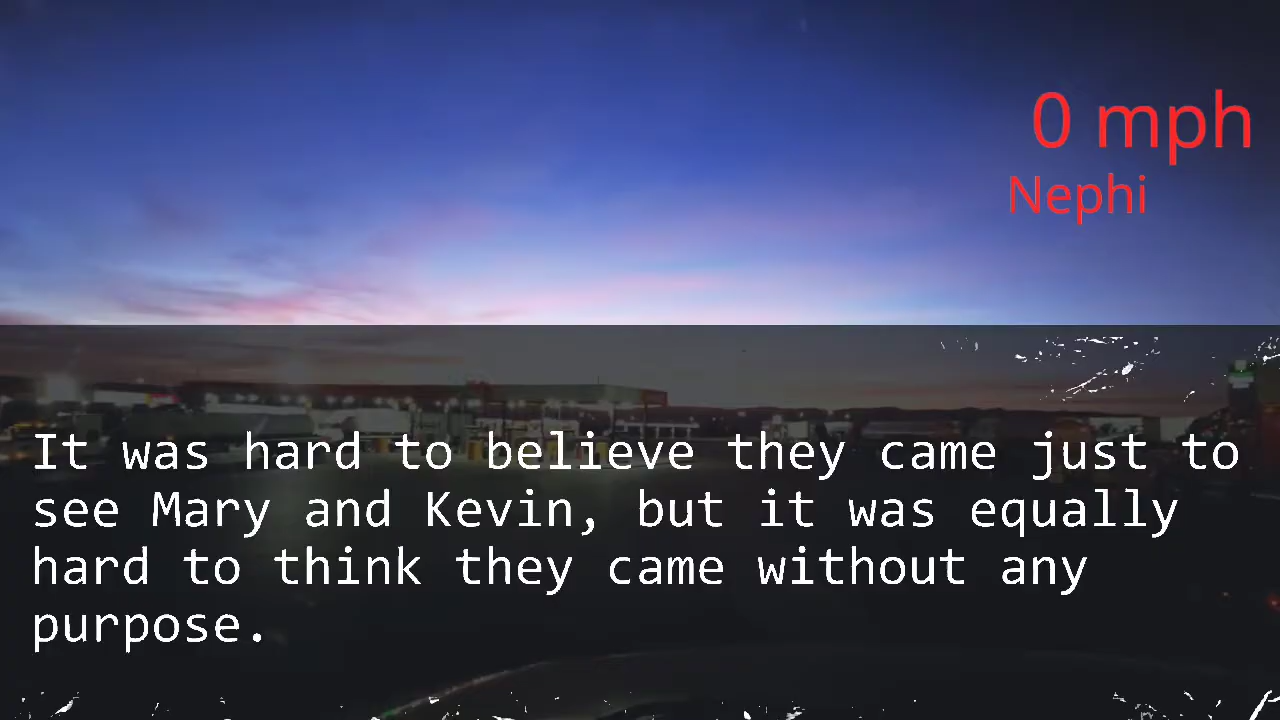 0 mph
Nephi
It was hard to believe they came just to
see Mary and Kevin, but it was equally
hard to think they came without any
purpose.